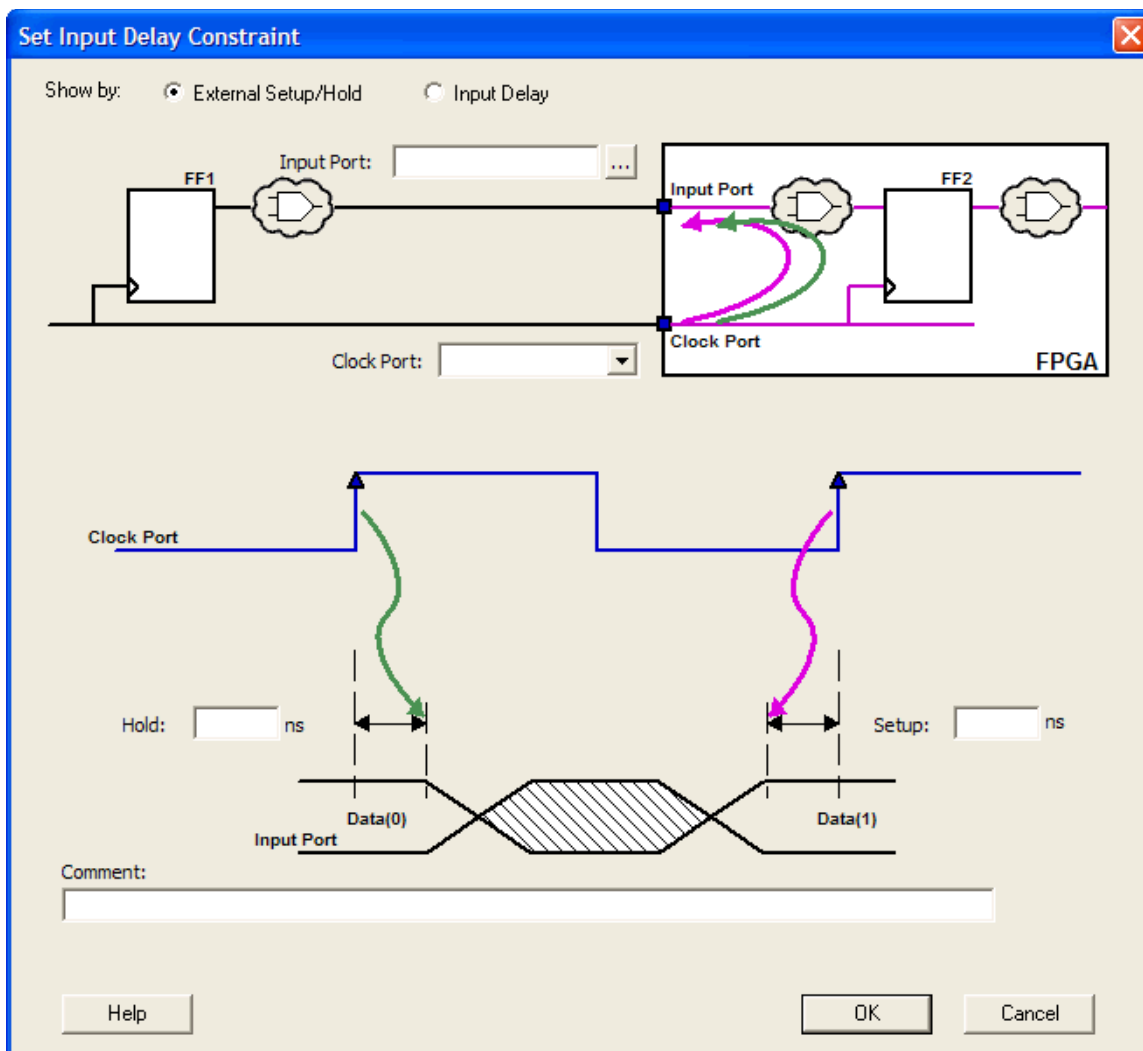 Set Input Delay Constraint
Show by: External Setup/Hold Input Delay
Input Port: ...
FF1
Input Port
FF2
Clock Port
Clock Port:
FPGA
Clock Port
Hold: ns
Setup: ns
Data(0)
Data(1)
Input Port
Comment:
Help
OK
Cancel